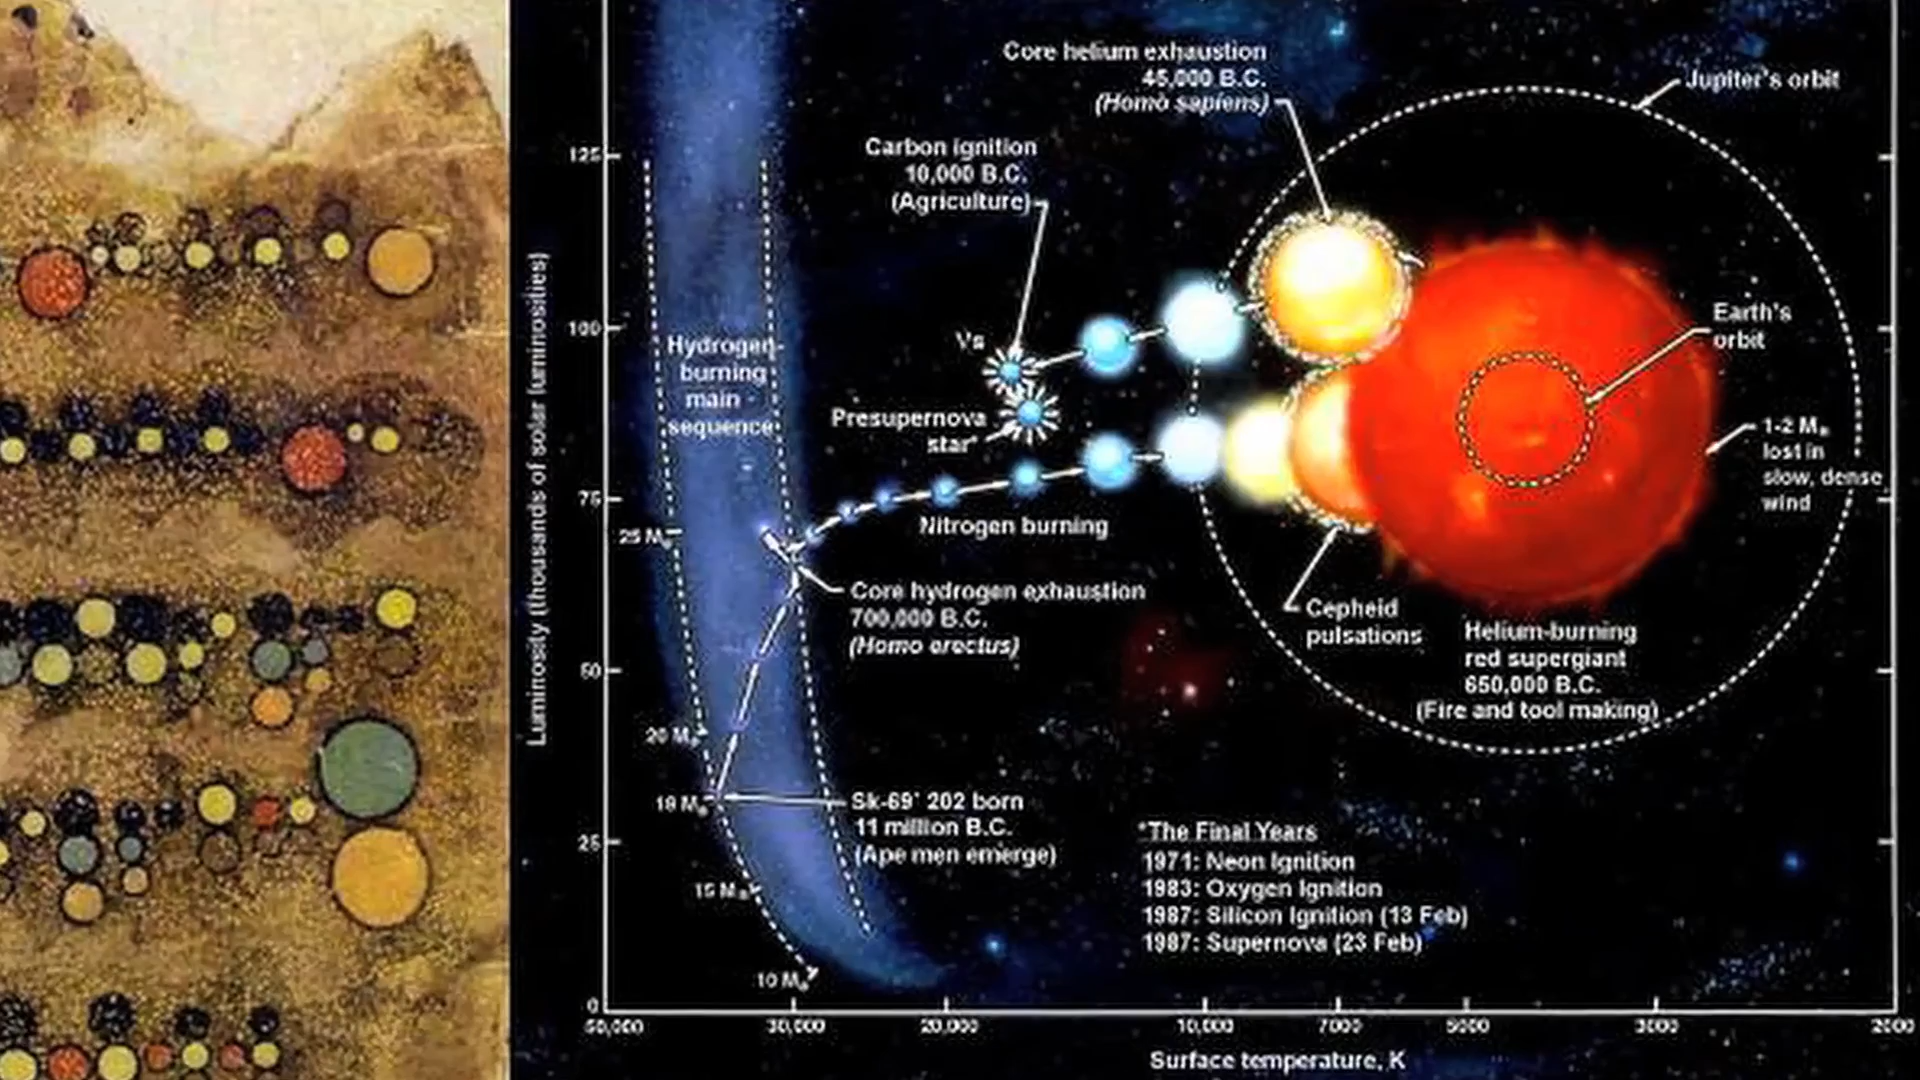 Core helium exhaustion
45,000 B.C.
(Homo sapiens)
Jupiter's orbit
Carbon ignition
10,000 B.C.
(Agriculture)
125
100
75
50
25
0
Luminosity (thousands of solar luminosities)
Hydrogen-
burning
main -
sequence
Vs
Presupernova
star*
Earth's
orbit
1-2 M
lost in
slow, dense
wind
Nitrogen burning
25 M
20 M
18 M
15 M
10 M
Core hydrogen exhaustion
700,000 B.C.
(Homo erectus)
Cepheid
pulsations
Helium-burning
red supergiant
650,000 B.C.
(Fire and tool making)
Sk-69° 202 born
11 million B.C.
(Ape men emerge)
*The Final Years
1971: Neon Ignition
1983: Oxygen Ignition
1987: Silicon Ignition (13 Feb)
1987: Supernova (23 Feb)
50,000 30,000 20,000 10,000 7000 5000 3000 2000
Surface temperature, K